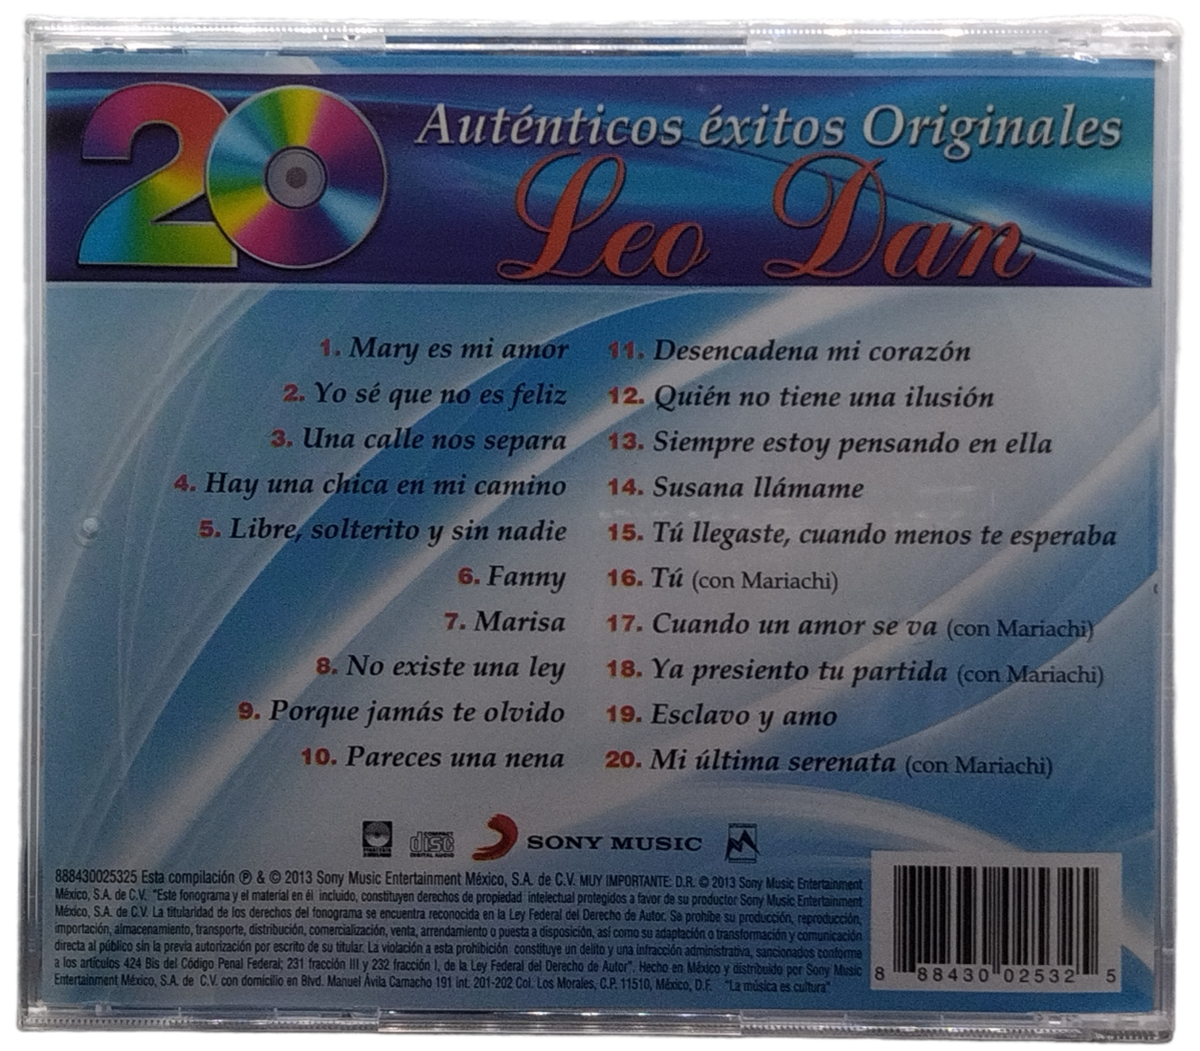 20
Auténticos éxitos Originales
Leo Dan
1. Mary es mi amor
2. Yo sé que no es feliz
3. Una calle nos separa
4. Hay una chica en mi camino
5. Libre, solterito y sin nadie
6. Fanny
7. Marisa
8. No existe una ley
9. Porque jamás te olvido
10. Pareces una nena
11. Desencadena mi corazón
12. Quién no tiene una ilusión
13. Siempre estoy pensando en ella
14. Susana llámame
15. Tú llegaste, cuando menos te esperaba
16. Tú (con Mariachi)
17. Cuando un amor se va (con Mariachi)
18. Ya presiento tu partida (con Mariachi)
19. Esclavo y amo
20. Mi última serenata (con Mariachi)
COMPACT
disc
DIGITAL AUDIO
SONY MUSIC
888430025325 Esta compilación ℗ & © 2013 Sony Music Entertainment México, S.A. de C.V. MUY IMPORTANTE: D.R. © 2013 Sony Music Entertainment
México, S.A. de C.V. "Este fonograma y el material en él incluido, constituyen derechos de propiedad intelectual protegidos a favor de su productor Sony Music Entertainment
México, S.A. de C.V. La titularidad de los derechos del fonograma se encuentra reconocida en la Ley Federal del Derecho de Autor. Se prohíbe su producción, reproducción,
importación, almacenamiento, transporte, distribución, comercialización, venta, arrendamiento o puesta a disposición, así como su adaptación o transformación y comunicación
directa al público sin la previa autorización por escrito de su titular. La violación a esta prohibición constituye un delito y una infracción administrativa, sancionados conforme
a los artículos 424 Bis del Código Penal Federal; 231 fracción III y 232 fracción I, de la Ley Federal del Derecho de Autor". Hecho en México y distribuido por Sony Music
Entertainment México, S.A. de C.V. con domicilio en Blvd. Manuel Ávila Camacho 191 int. 201-202 Col. Los Morales, C.P. 11510, México, D.F. "La música es cultura"
8 88430 02532 5